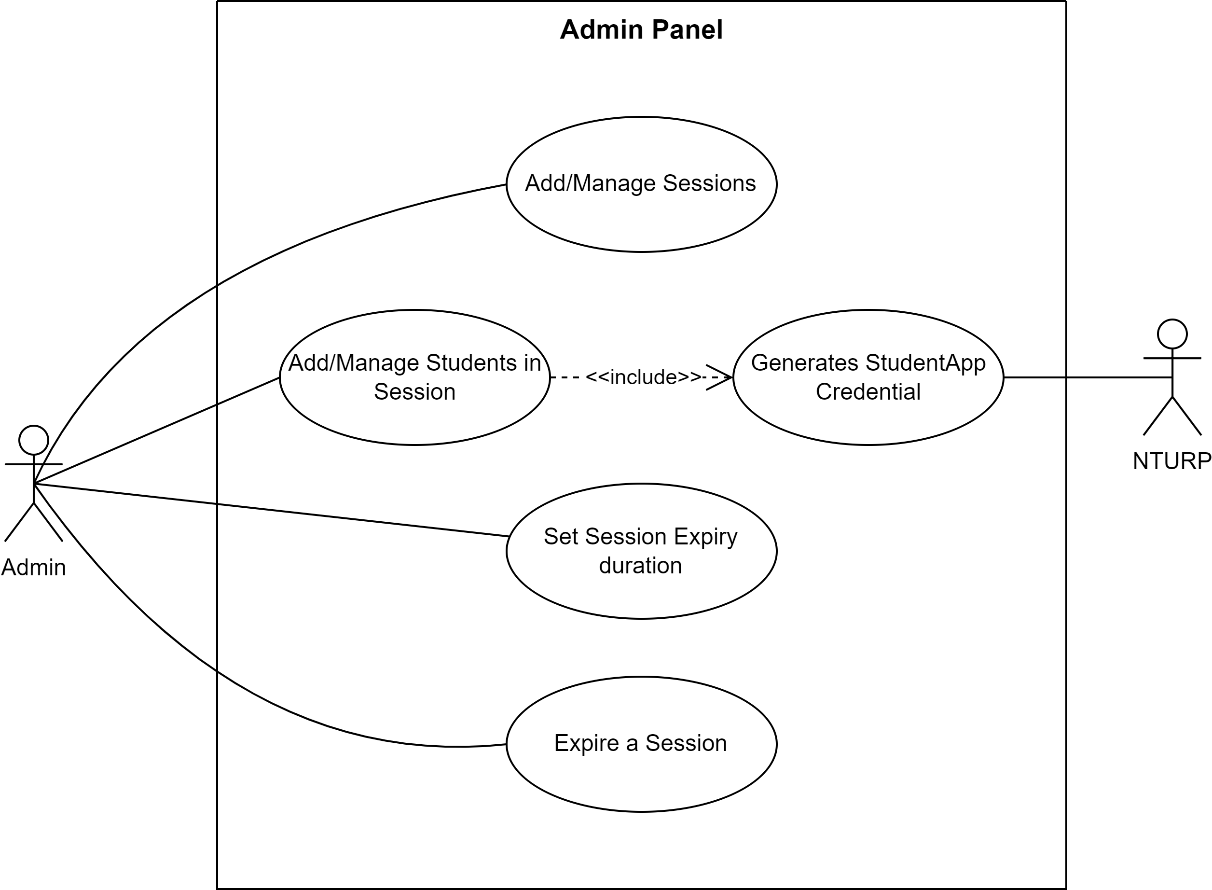 Admin Panel
Add/Manage Sessions
Add/Manage Students in
Session
<<include>>
Generates StudentApp
Credential
NTURP
Set Session Expiry
duration
Admin
Expire a Session